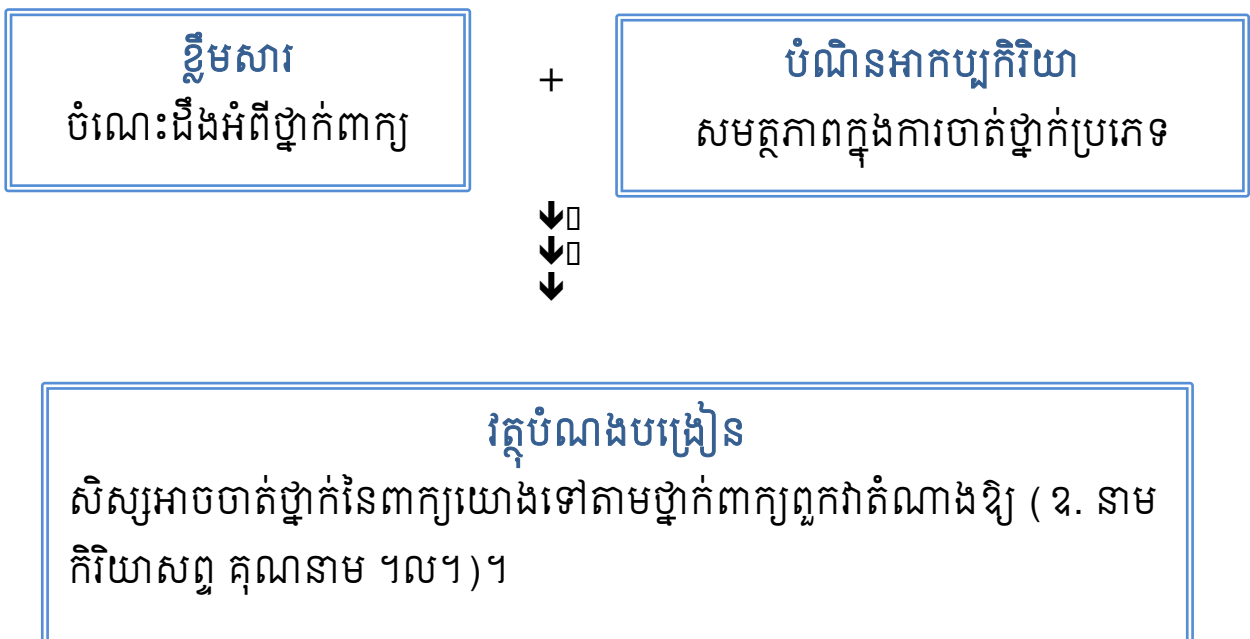 ខ្លឹមសារ
ចំណេះដឹងអំពីថ្នាក់ពាក្យ
+
បំណិនអាកប្បកិរិយា
សមត្ថភាពក្នុងការចាត់ថ្នាក់ប្រភេទ
វត្ថុបំណងបង្រៀន
សិស្សអាចចាត់ថ្នាក់នៃពាក្យយោងទៅតាមថ្នាក់ពាក្យពួកវាតំណាងឱ្យ ( ឧ. នាម
កិរិយាសព្ទ គុណនាម ។ល។)។